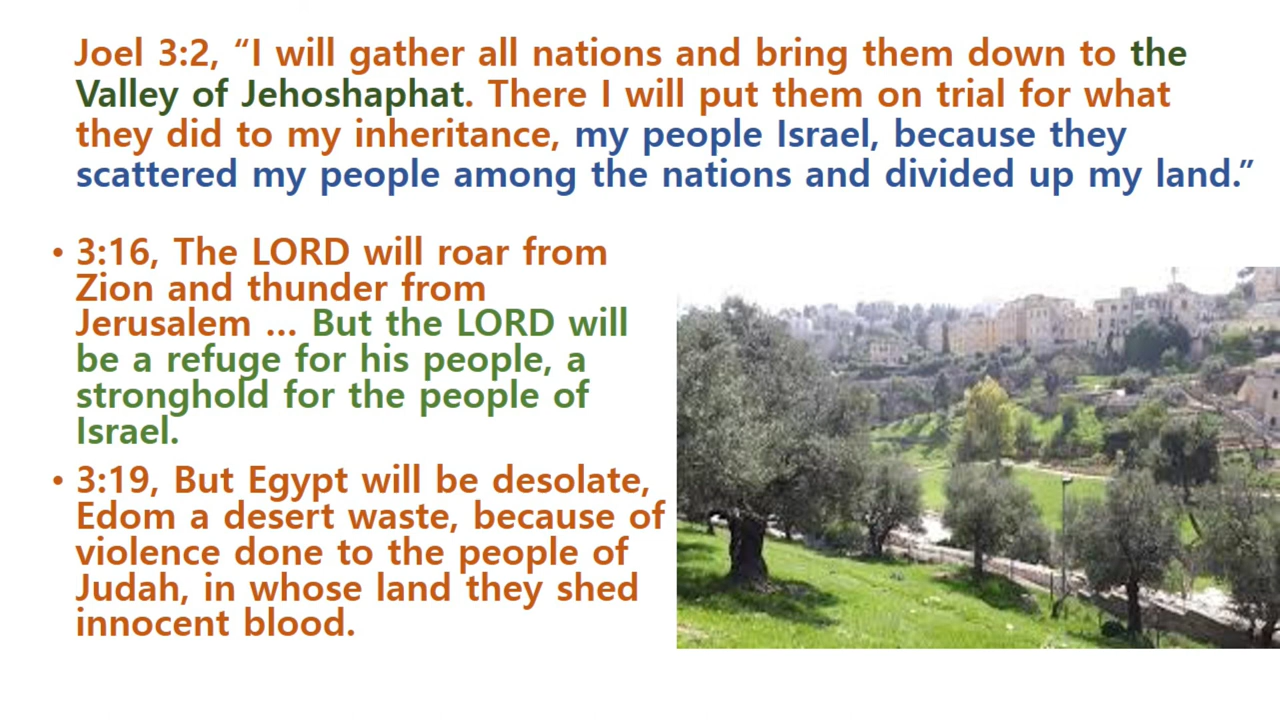 Joel 3:2, “I will gather all nations and bring them down to the
Valley of Jehoshaphat. There I will put them on trial for what
they did to my inheritance, my people Israel, because they
scattered my people among the nations and divided up my land.”
• 3:16, The LORD will roar from
Zion and thunder from
Jerusalem ... But the LORD will
be a refuge for his people, a
stronghold for the people of
Israel.
• 3:19, But Egypt will be desolate,
Edom a desert waste, because of
violence done to the people of
Judah, in whose land they shed
innocent blood.